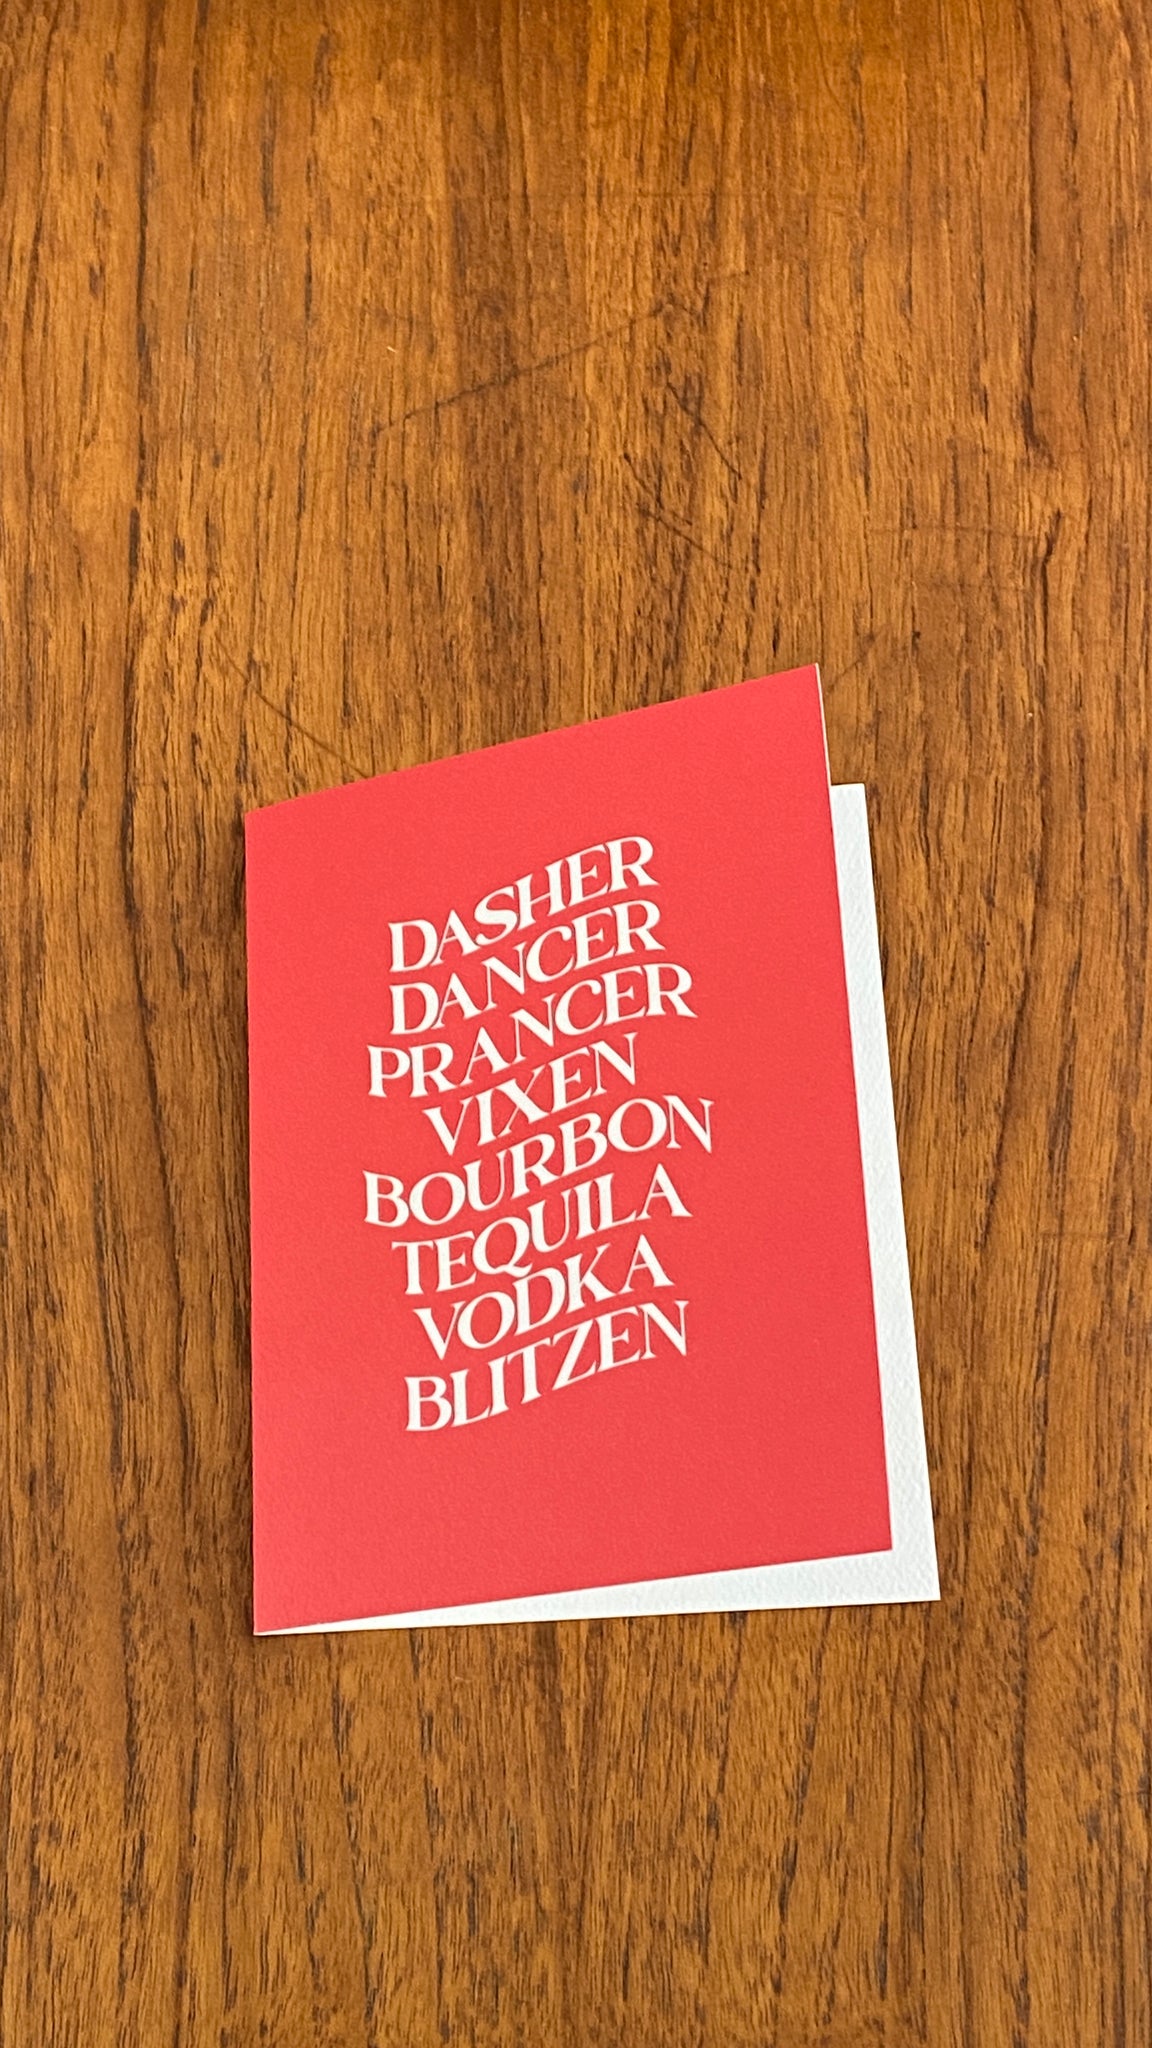 DASHER
DANCER
PRANCER
VIXEN
BOURBON
TEQUILA
VODKA
BLITZEN